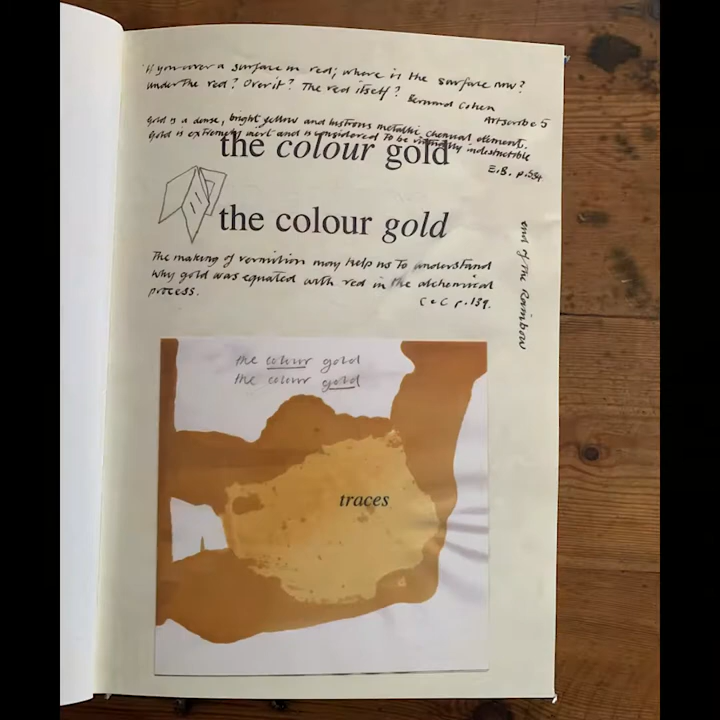 If you cover a surface in red; where is the surface now?
Under the red? Over it? The red itself? Bernard Cohen
Artscribe 5
Gold is a dense, bright yellow and lustrous metallic chemical element.
Gold is extremely inert and is considered to be virtually indestructible
E.B. p.534
the colour gold
the colour gold
The making of vermilion may help us to understand
why gold was equated with red in the alchemical
process.
C & C p.139.
end of the Rainbow
the colour gold
the colour gold
traces